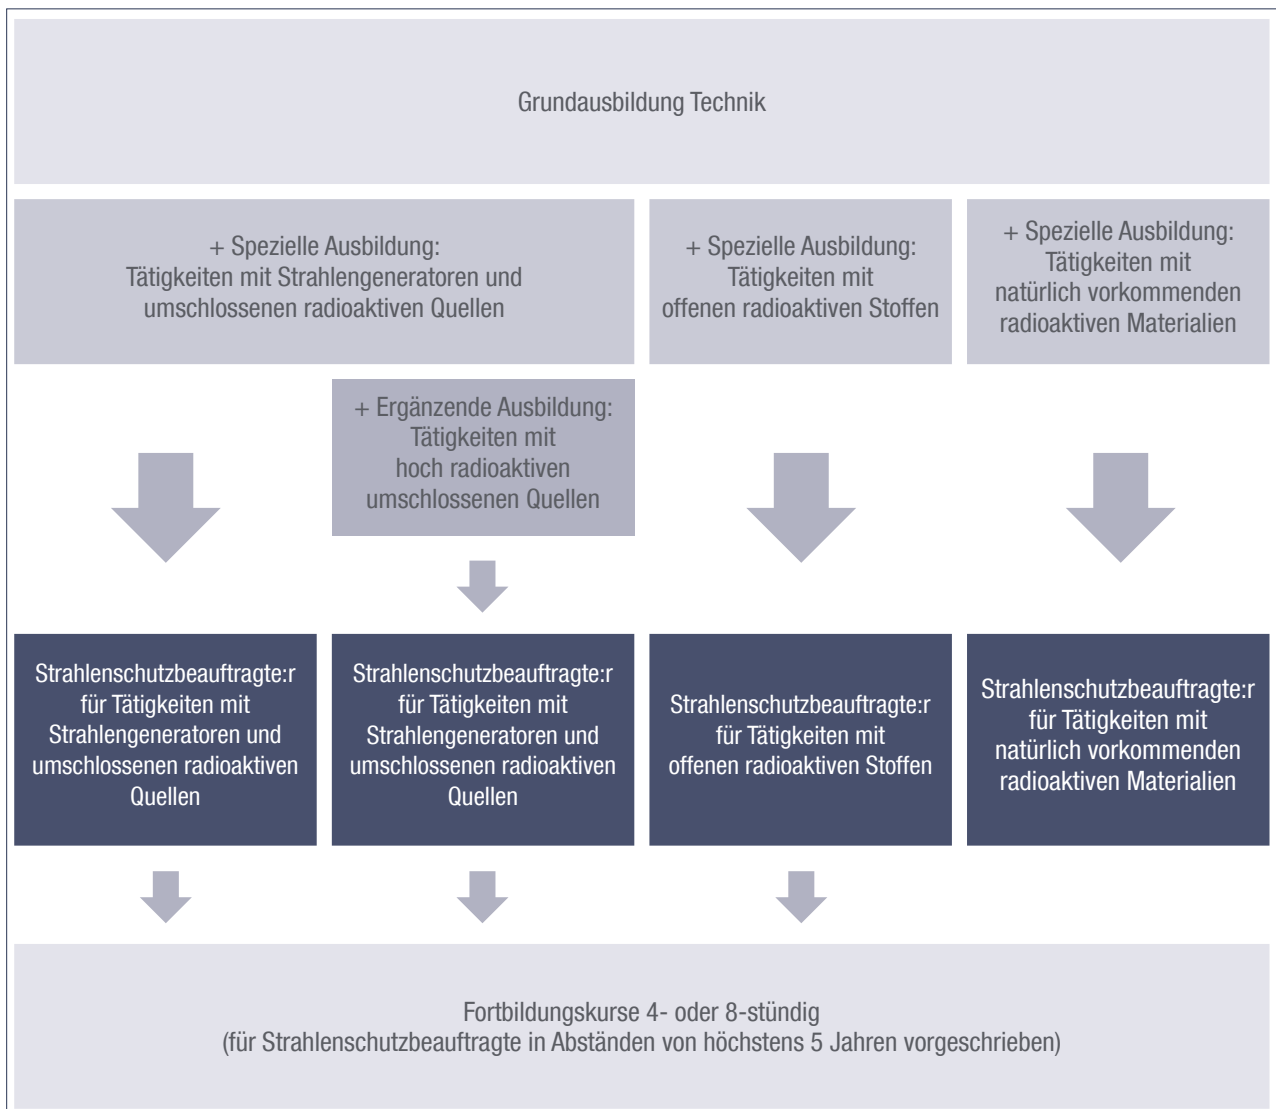 Grundausbildung Technik
+ Spezielle Ausbildung:
Tätigkeiten mit Strahlengeneratoren und
umschlossenen radioaktiven Quellen
+ Spezielle Ausbildung:
Tätigkeiten mit
offenen radioaktiven Stoffen
+ Spezielle Ausbildung:
Tätigkeiten mit
natürlich vorkommenden
radioaktiven Materialien
+ Ergänzende Ausbildung:
Tätigkeiten mit
hoch radioaktiven
umschlossenen Quellen
Strahlenschutzbeauftragte:r
für Tätigkeiten mit
Strahlengeneratoren und
umschlossenen radioaktiven
Quellen
Strahlenschutzbeauftragte:r
für Tätigkeiten mit
Strahlengeneratoren und
umschlossenen radioaktiven
Quellen
Strahlenschutzbeauftragte:r
für Tätigkeiten mit
offenen radioaktiven Stoffen
Strahlenschutzbeauftragte:r
für Tätigkeiten mit
natürlich vorkommenden
radioaktiven Materialien
Fortbildungskurse 4- oder 8-stündig
(für Strahlenschutzbeauftragte in Abständen von höchstens 5 Jahren vorgeschrieben)